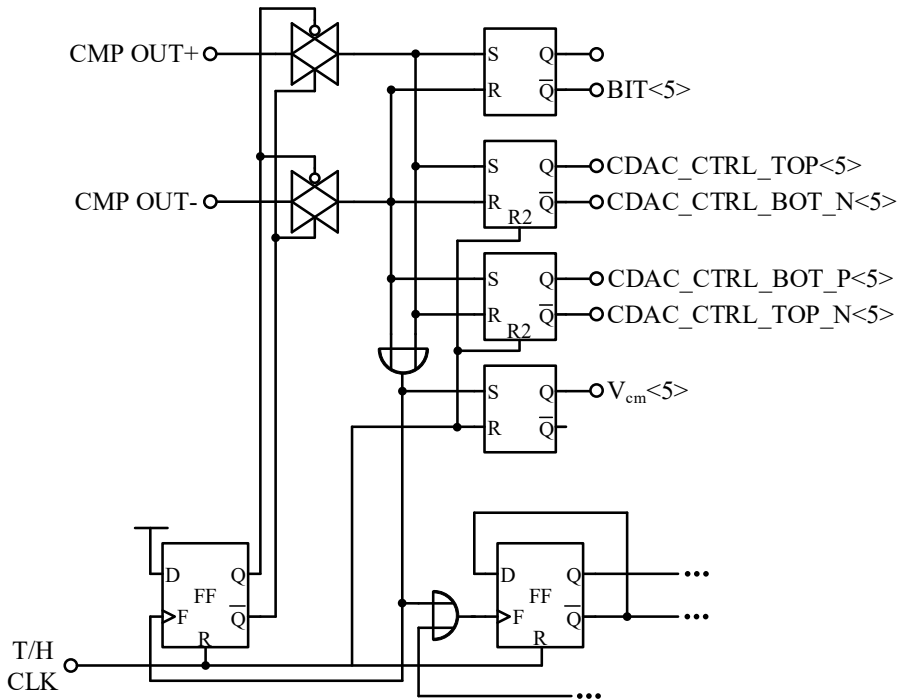 CMP OUT+
S
Q
R
Q
BIT<5>
S
Q
CDAC_CTRL_TOP<5>
CMP OUT-
R
Q
CDAC_CTRL_BOT_N<5>
R2
S
Q
CDAC_CTRL_BOT_P<5>
R
Q
CDAC_CTRL_TOP_N<5>
R2
S
Q
Vcm<5>
R
Q
D
Q
FF
F
Q
R
D
Q
...
FF
F
Q
...
R
T/H
CLK
...